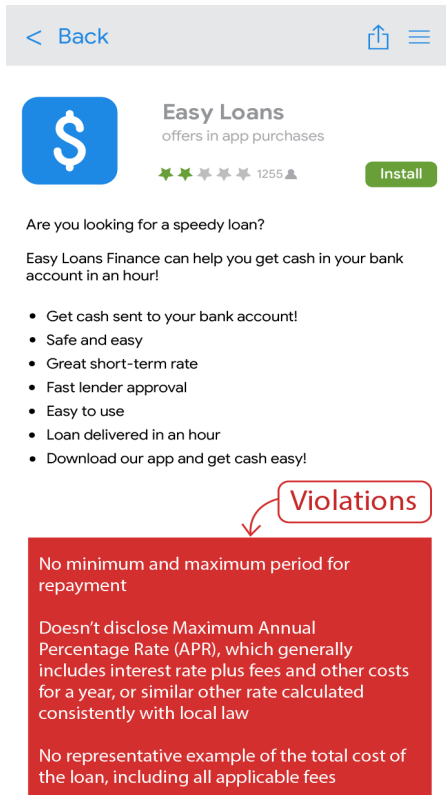 < Back
$
Easy Loans
offers in app purchases
1255
Install
Are you looking for a speedy loan?
Easy Loans Finance can help you get cash in your bank
account in an hour!
• Get cash sent to your bank account!
• Safe and easy
• Great short-term rate
• Fast lender approval
• Easy to use
• Loan delivered in an hour
• Download our app and get cash easy!
Violations
No minimum and maximum period for
repayment
Doesn't disclose Maximum Annual
Percentage Rate (APR), which generally
includes interest rate plus fees and other costs
for a year, or similar other rate calculated
consistently with local law
No representative example of the total cost of
the loan, including all applicable fees